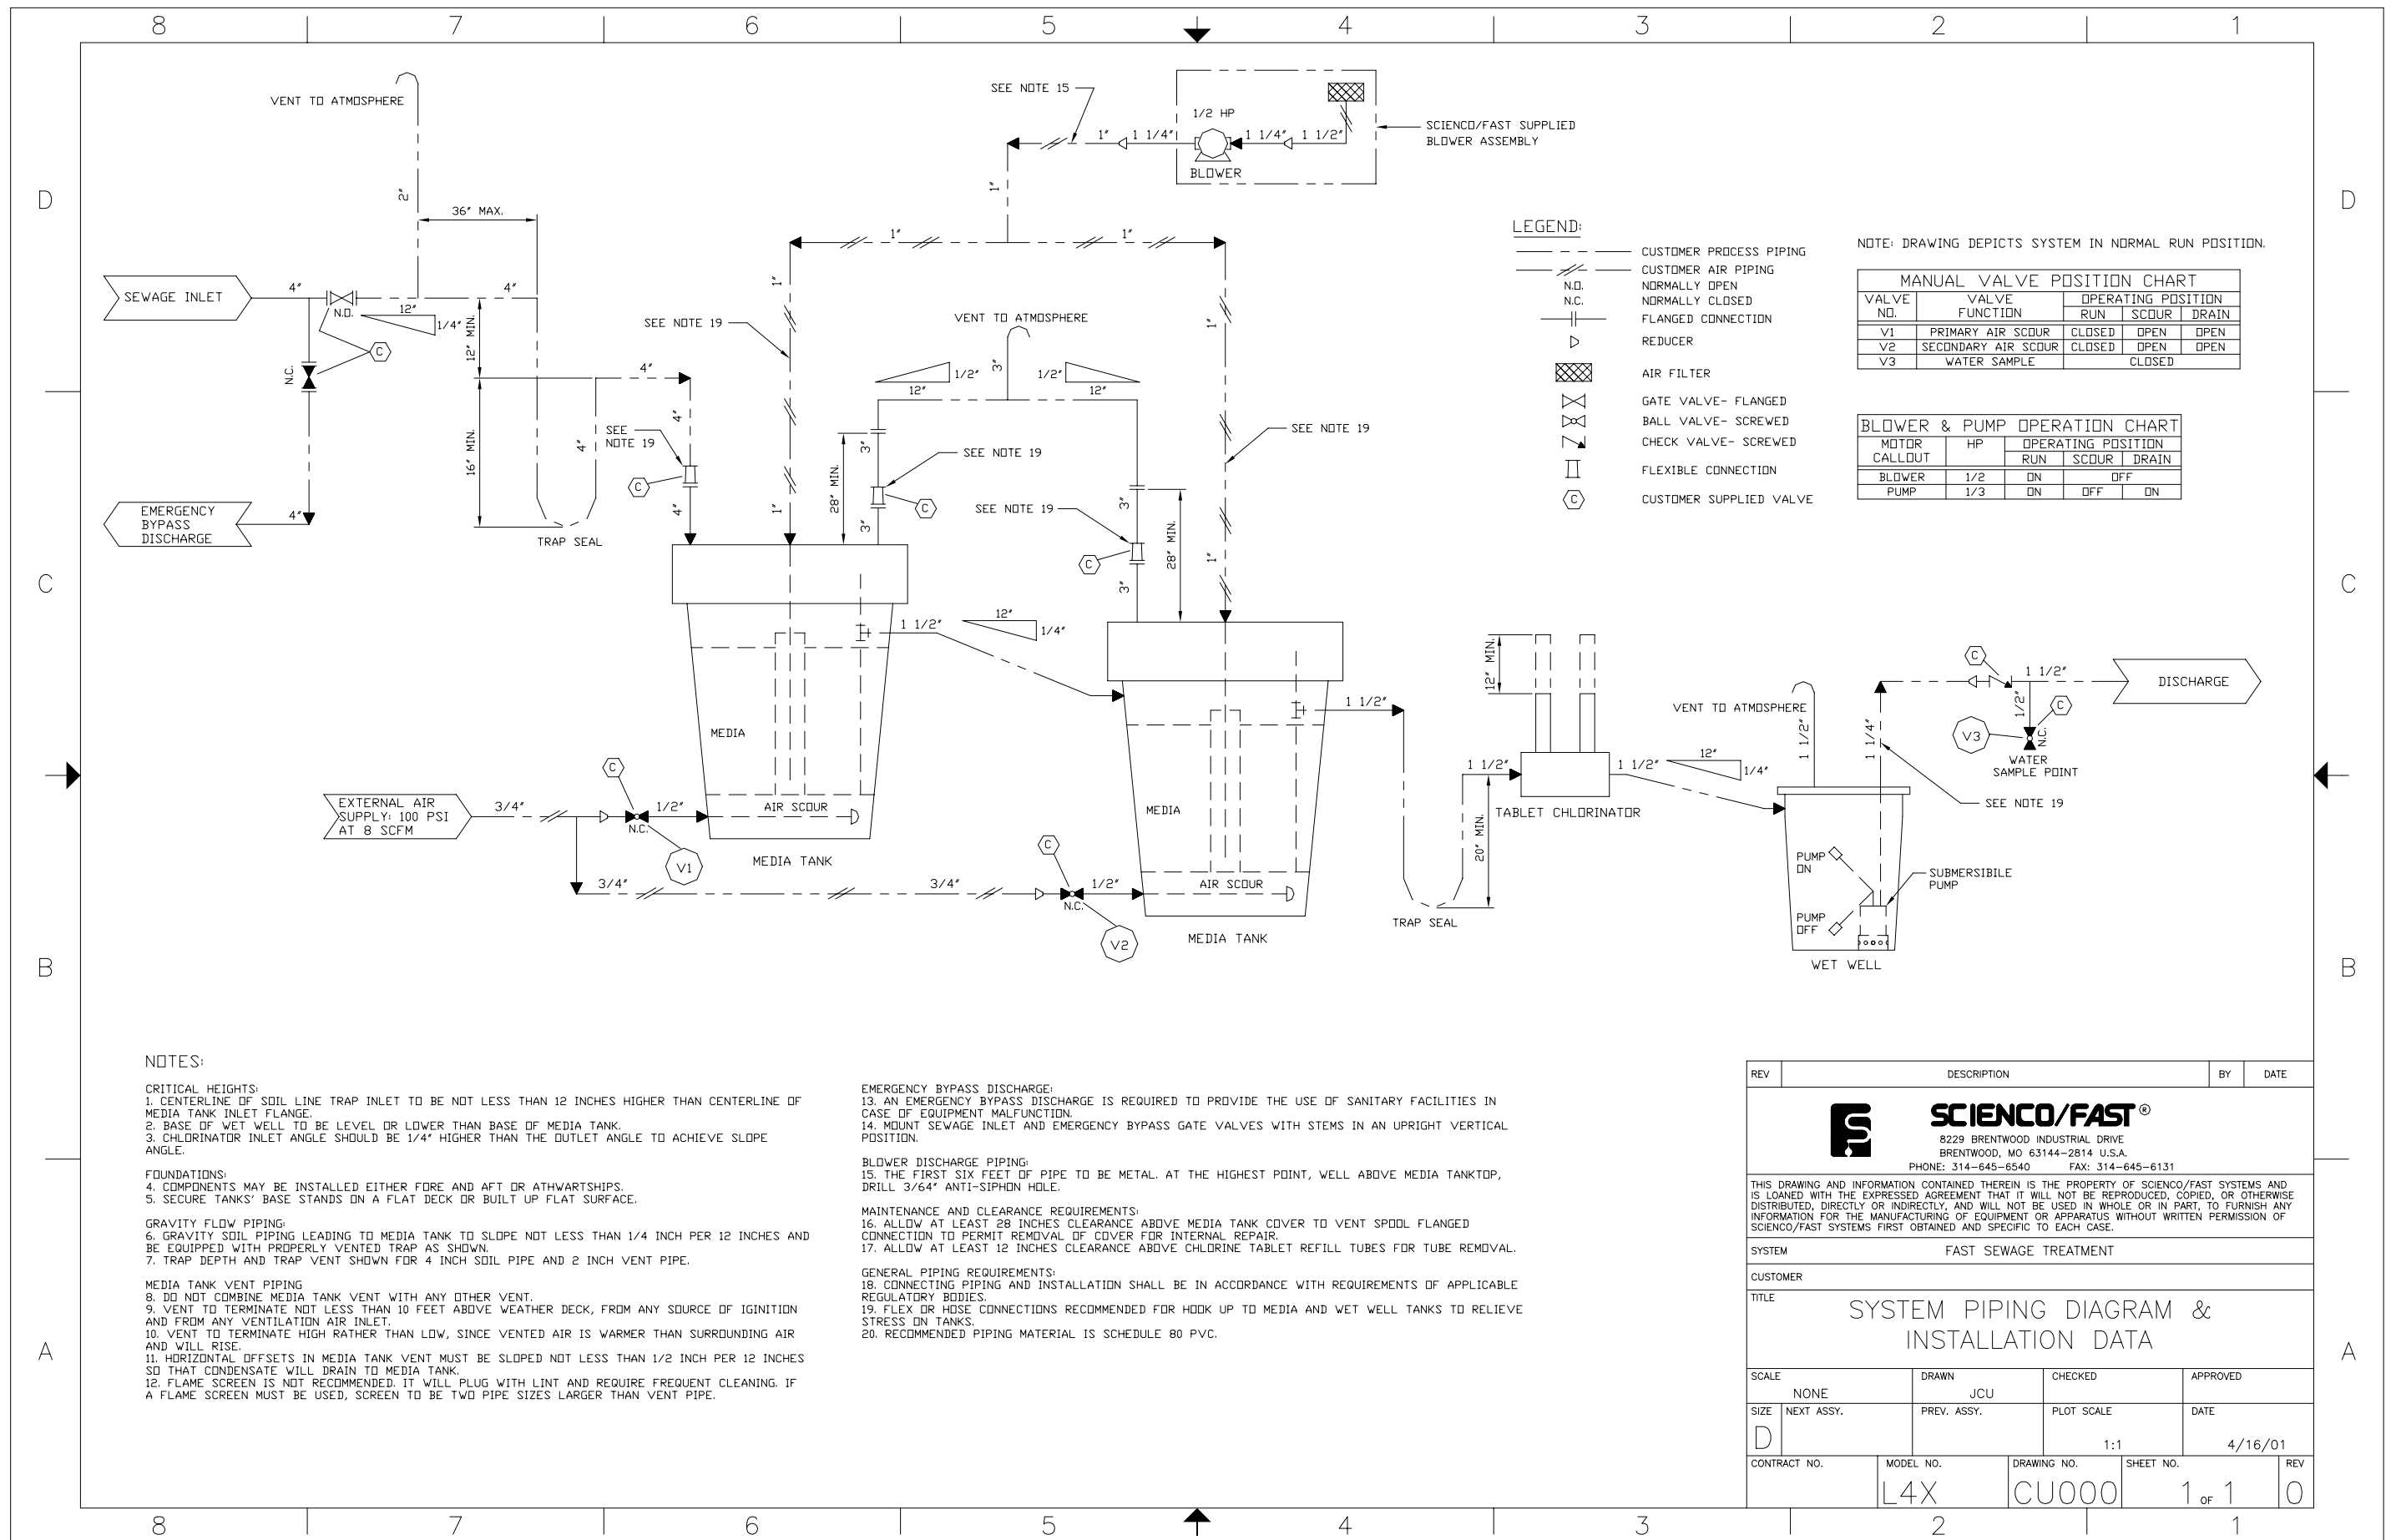 8 7 6 5 4 3 2 1
D
D
C
C
B
B
A
A
VENT TO ATMOSPHERE
2"
36" MAX.
SEWAGE INLET
4"
N.O.
12"
1/4"
4"
12" MIN.
16" MIN.
C
N.C.
4"
EMERGENCY
BYPASS
DISCHARGE
TRAP SEAL
4"
4"
4"
SEE
NOTE 19
C
4"
SEE NOTE 15
1/2 HP
1"
1 1/4"
1 1/4"
1 1/2"
BLOWER
SCIENCO/FAST SUPPLIED
BLOWER ASSEMBLY
1"
1"
1"
1"
SEE NOTE 19
1"
1"
1"
VENT TO ATMOSPHERE
3"
1/2"
12"
1/2"
12"
28" MIN.
3"
SEE NOTE 19
C
3"
SEE NOTE 19
3"
C
28" MIN.
3"
SEE NOTE 19
1 1/2"
12"
1/4"
MEDIA
AIR SCOUR
MEDIA TANK
EXTERNAL AIR
SUPPLY: 100 PSI
AT 8 SCFM
3/4"
C
N.C.
1/2"
V1
3/4"
3/4"
C
N.C.
1/2"
V2
MEDIA
AIR SCOUR
MEDIA TANK
1 1/2"
TRAP SEAL
20" MIN.
1 1/2"
12" MIN.
TABLET CHLORINATOR
1 1/2"
12"
1/4"
VENT TO ATMOSPHERE
1 1/2"
1 1/4"
SEE NOTE 19
PUMP
ON
PUMP
OFF
SUBMERSIBILE
PUMP
WET WELL
C
1 1/2"
1/2"
C
V3
N.C.
WATER
SAMPLE POINT
DISCHARGE
LEGEND:
CUSTOMER PROCESS PIPING
CUSTOMER AIR PIPING
N.O. NORMALLY OPEN
N.C. NORMALLY CLOSED
FLANGED CONNECTION
REDUCER
AIR FILTER
GATE VALVE- FLANGED
BALL VALVE- SCREWED
CHECK VALVE- SCREWED
FLEXIBLE CONNECTION
C CUSTOMER SUPPLIED VALVE
NOTE: DRAWING DEPICTS SYSTEM IN NORMAL RUN POSITION.
MANUAL VALVE POSITION CHART
VALVE NO. VALVE FUNCTION OPERATING POSITION
RUN SCOUR DRAIN
V1 PRIMARY AIR SCOUR CLOSED OPEN OPEN
V2 SECONDARY AIR SCOUR CLOSED OPEN OPEN
V3 WATER SAMPLE CLOSED
BLOWER & PUMP OPERATION CHART
MOTOR CALLOUT HP OPERATING POSITION
RUN SCOUR DRAIN
BLOWER 1/2 ON OFF
PUMP 1/3 ON OFF ON
NOTES:
CRITICAL HEIGHTS:
1. CENTERLINE OF SOIL LINE TRAP INLET TO BE NOT LESS THAN 12 INCHES HIGHER THAN CENTERLINE OF
MEDIA TANK INLET FLANGE.
2. BASE OF WET WELL TO BE LEVEL OR LOWER THAN BASE OF MEDIA TANK.
3. CHLORINATOR INLET ANGLE SHOULD BE 1/4" HIGHER THAN THE OUTLET ANGLE TO ACHIEVE SLOPE
ANGLE.
FOUNDATIONS:
4. COMPONENTS MAY BE INSTALLED EITHER FORE AND AFT OR ATHWARTSHIPS.
5. SECURE TANKS' BASE STANDS ON A FLAT DECK OR BUILT UP FLAT SURFACE.
GRAVITY FLOW PIPING:
6. GRAVITY SOIL PIPING LEADING TO MEDIA TANK TO SLOPE NOT LESS THAN 1/4 INCH PER 12 INCHES AND
BE EQUIPPED WITH PROPERLY VENTED TRAP AS SHOWN.
7. TRAP DEPTH AND TRAP VENT SHOWN FOR 4 INCH SOIL PIPE AND 2 INCH VENT PIPE.
MEDIA TANK VENT PIPING
8. DO NOT COMBINE MEDIA TANK VENT WITH ANY OTHER VENT.
9. VENT TO TERMINATE NOT LESS THAN 10 FEET ABOVE WEATHER DECK, FROM ANY SOURCE OF IGINITION
AND FROM ANY VENTILATION AIR INLET.
10. VENT TO TERMINATE HIGH RATHER THAN LOW, SINCE VENTED AIR IS WARMER THAN SURROUNDING AIR
AND WILL RISE.
11. HORIZONTAL OFFSETS IN MEDIA TANK VENT MUST BE SLOPED NOT LESS THAN 1/2 INCH PER 12 INCHES
SO THAT CONDENSATE WILL DRAIN TO MEDIA TANK.
12. FLAME SCREEN IS NOT RECOMMENDED. IT WILL PLUG WITH LINT AND REQUIRE FREQUENT CLEANING. IF
A FLAME SCREEN MUST BE USED, SCREEN TO BE TWO PIPE SIZES LARGER THAN VENT PIPE.
EMERGENCY BYPASS DISCHARGE:
13. AN EMERGENCY BYPASS DISCHARGE IS REQUIRED TO PROVIDE THE USE OF SANITARY FACILITIES IN
CASE OF EQUIPMENT MALFUNCTION.
14. MOUNT SEWAGE INLET AND EMERGENCY BYPASS GATE VALVES WITH STEMS IN AN UPRIGHT VERTICAL
POSITION.
BLOWER DISCHARGE PIPING:
15. THE FIRST SIX FEET OF PIPE TO BE METAL. AT THE HIGHEST POINT, WELL ABOVE MEDIA TANKTOP,
DRILL 3/64" ANTI-SIPHON HOLE.
MAINTENANCE AND CLEARANCE REQUIREMENTS:
16. ALLOW AT LEAST 28 INCHES CLEARANCE ABOVE MEDIA TANK COVER TO VENT SPOOL FLANGED
CONNECTION TO PERMIT REMOVAL OF COVER FOR INTERNAL REPAIR.
17. ALLOW AT LEAST 12 INCHES CLEARANCE ABOVE CHLORINE TABLET REFILL TUBES FOR TUBE REMOVAL.
GENERAL PIPING REQUIREMENTS:
18. CONNECTING PIPING AND INSTALLATION SHALL BE IN ACCORDANCE WITH REQUIREMENTS OF APPLICABLE
REGULATORY BODIES.
19. FLEX OR HOSE CONNECTIONS RECOMMENDED FOR HOOK UP TO MEDIA AND WET WELL TANKS TO RELIEVE
STRESS ON TANKS.
20. RECOMMENDED PIPING MATERIAL IS SCHEDULE 80 PVC.
REV DESCRIPTION BY DATE
SCIENCO/FAST®
8229 BRENTWOOD INDUSTRIAL DRIVE
BRENTWOOD, MO 63144-2814 U.S.A.
PHONE: 314-645-6540 FAX: 314-645-6131
THIS DRAWING AND INFORMATION CONTAINED THEREIN IS THE PROPERTY OF SCIENCO/FAST SYSTEMS AND
IS LOANED WITH THE EXPRESSED AGREEMENT THAT IT WILL NOT BE REPRODUCED, COPIED, OR OTHERWISE
DISTRIBUTED, DIRECTLY OR INDIRECTLY, AND WILL NOT BE USED IN WHOLE OR IN PART, TO FURNISH ANY
INFORMATION FOR THE MANUFACTURING OF EQUIPMENT OR APPARATUS WITHOUT WRITTEN PERMISSION OF
SCIENCO/FAST SYSTEMS FIRST OBTAINED AND SPECIFIC TO EACH CASE.
SYSTEM FAST SEWAGE TREATMENT
CUSTOMER
TITLE
SYSTEM PIPING DIAGRAM &
INSTALLATION DATA
SCALE DRAWN CHECKED APPROVED
NONE JCU
SIZE NEXT ASSY. PREV. ASSY. PLOT SCALE DATE
D 1:1 4/16/01
CONTRACT NO. MODEL NO. DRAWING NO. SHEET NO. REV
L4X CU000 1 OF 1 0
8 7 6 5 4 3 2 1